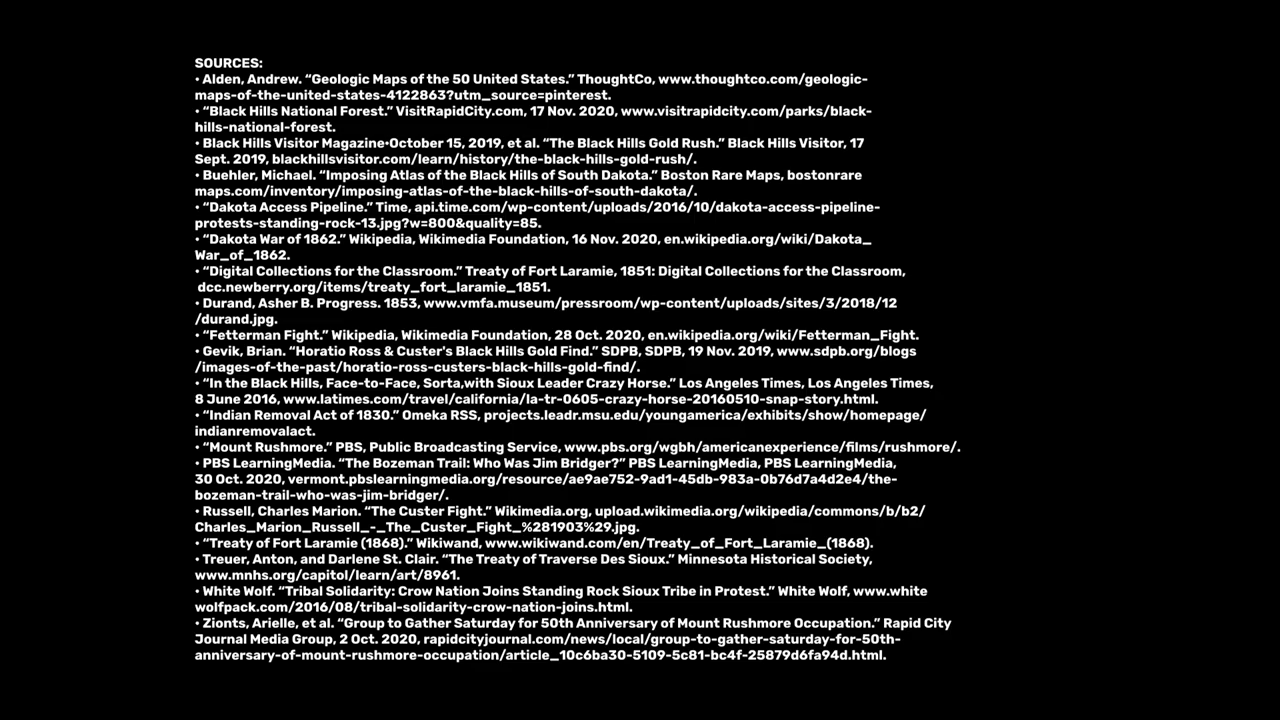 SOURCES:
• Alden, Andrew. “Geologic Maps of the 50 United States.” ThoughtCo, www.thoughtco.com/geologic-
maps-of-the-united-states-4122863?utm_source=pinterest.
• “Black Hills National Forest.” VisitRapidCity.com, 17 Nov. 2020, www.visitrapidcity.com/parks/black-
hills-national-forest.
• Black Hills Visitor Magazine•October 15, 2019, et al. “The Black Hills Gold Rush.” Black Hills Visitor, 17
Sept. 2019, blackhillsvisitor.com/learn/history/the-black-hills-gold-rush/.
• Buehler, Michael. “Imposing Atlas of the Black Hills of South Dakota.” Boston Rare Maps, bostonrare
maps.com/inventory/imposing-atlas-of-the-black-hills-of-south-dakota/.
• “Dakota Access Pipeline.” Time, api.time.com/wp-content/uploads/2016/10/dakota-access-pipeline-
protests-standing-rock-13.jpg?w=800&quality=85.
• “Dakota War of 1862.” Wikipedia, Wikimedia Foundation, 16 Nov. 2020, en.wikipedia.org/wiki/Dakota_
War_of_1862.
• “Digital Collections for the Classroom.” Treaty of Fort Laramie, 1851: Digital Collections for the Classroom,
dcc.newberry.org/items/treaty_fort_laramie_1851.
• Durand, Asher B. Progress. 1853, www.vmfa.museum/pressroom/wp-content/uploads/sites/3/2018/12
/durand.jpg.
• “Fetterman Fight.” Wikipedia, Wikimedia Foundation, 28 Oct. 2020, en.wikipedia.org/wiki/Fetterman_Fight.
• Gevik, Brian. “Horatio Ross & Custer's Black Hills Gold Find.” SDPB, SDPB, 19 Nov. 2019, www.sdpb.org/blogs
/images-of-the-past/horatio-ross-custers-black-hills-gold-find/.
• “In the Black Hills, Face-to-Face, Sorta,with Sioux Leader Crazy Horse.” Los Angeles Times, Los Angeles Times,
8 June 2016, www.latimes.com/travel/california/la-tr-0605-crazy-horse-20160510-snap-story.html.
• “Indian Removal Act of 1830.” Omeka RSS, projects.leadr.msu.edu/youngamerica/exhibits/show/homepage/
indianremovalact.
• “Mount Rushmore.” PBS, Public Broadcasting Service, www.pbs.org/wgbh/americanexperience/films/rushmore/.
• PBS LearningMedia. “The Bozeman Trail: Who Was Jim Bridger?” PBS LearningMedia, PBS LearningMedia,
30 Oct. 2020, vermont.pbslearningmedia.org/resource/ae9ae752-9ad1-45db-983a-0b76d7a4d2e4/the-
bozeman-trail-who-was-jim-bridger/.
• Russell, Charles Marion. “The Custer Fight.” Wikimedia.org, upload.wikimedia.org/wikipedia/commons/b/b2/
Charles_Marion_Russell_-_The_Custer_Fight_%281903%29.jpg.
• “Treaty of Fort Laramie (1868).” Wikiwand, www.wikiwand.com/en/Treaty_of_Fort_Laramie_(1868).
• Treuer, Anton, and Darlene St. Clair. “The Treaty of Traverse Des Sioux.” Minnesota Historical Society,
www.mnhs.org/capitol/learn/art/8961.
• White Wolf. “Tribal Solidarity: Crow Nation Joins Standing Rock Sioux Tribe in Protest.” White Wolf, www.white
wolfpack.com/2016/08/tribal-solidarity-crow-nation-joins.html.
• Zionts, Arielle, et al. “Group to Gather Saturday for 50th Anniversary of Mount Rushmore Occupation.” Rapid City
Journal Media Group, 2 Oct. 2020, rapidcityjournal.com/news/local/group-to-gather-saturday-for-50th-
anniversary-of-mount-rushmore-occupation/article_10c6ba30-5109-5c81-bc4f-25879d6fa94d.html.